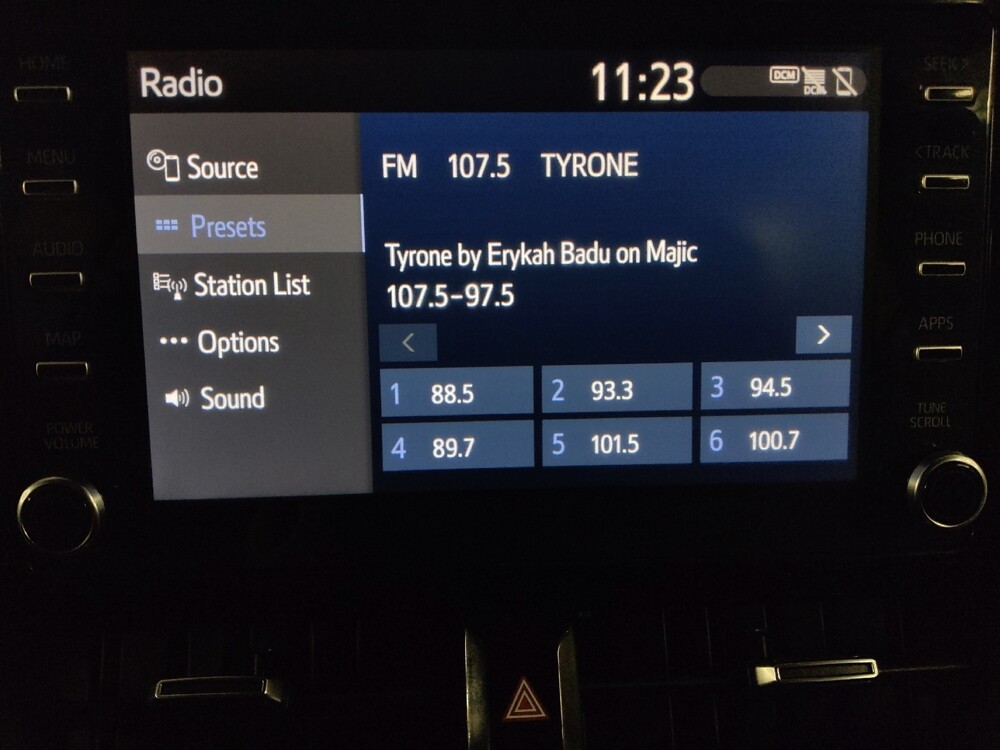 HOME
MENU
AUDIO
MAP
POWER
VOLUME
Radio
11:23
DCM
DCM
Source
Presets
Station List
Options
Sound
FM 107.5 TYRONE
Tyrone by Erykah Badu on Majic
107.5-97.5
< >
1 88.5 2 93.3 3 94.5
4 89.7 5 101.5 6 100.7
SEEK >
< TRACK
PHONE
APPS
TUNE
SCROLL